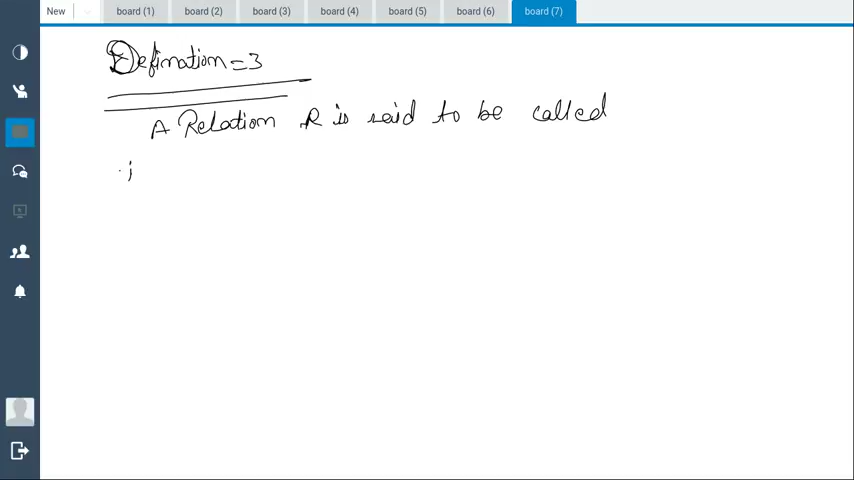 New board (1) board (2) board (3) board (4) board (5) board (6) board (7)
Defination = 3
A Relation R is said to be called